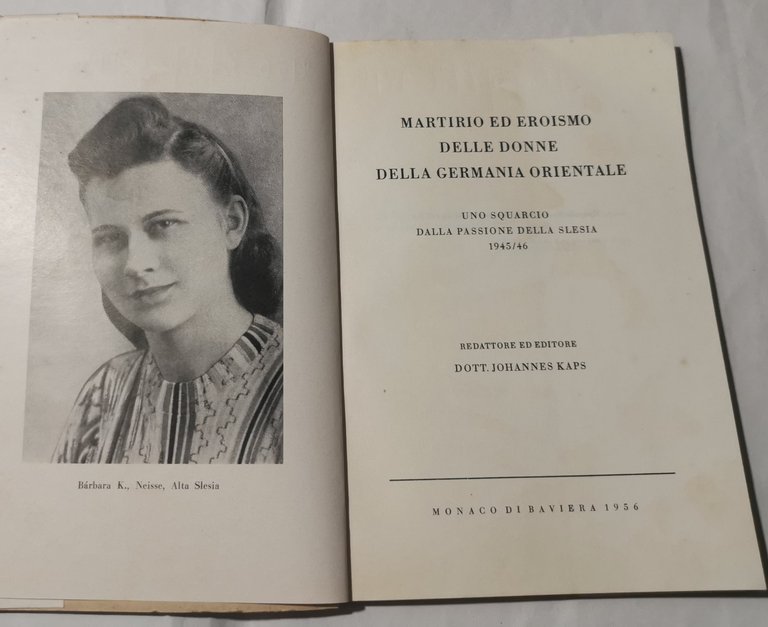 Bárbara K., Neisse, Alta Slesia
MARTIRIO ED EROISMO
DELLE DONNE
DELLA GERMANIA ORIENTALE
UNO SQUARCIO
DALLA PASSIONE DELLA SLESIA
1945/46
REDATTORE ED EDITORE
DOTT. JOHANNES KAPS
MONACO DI BAVIERA 1956